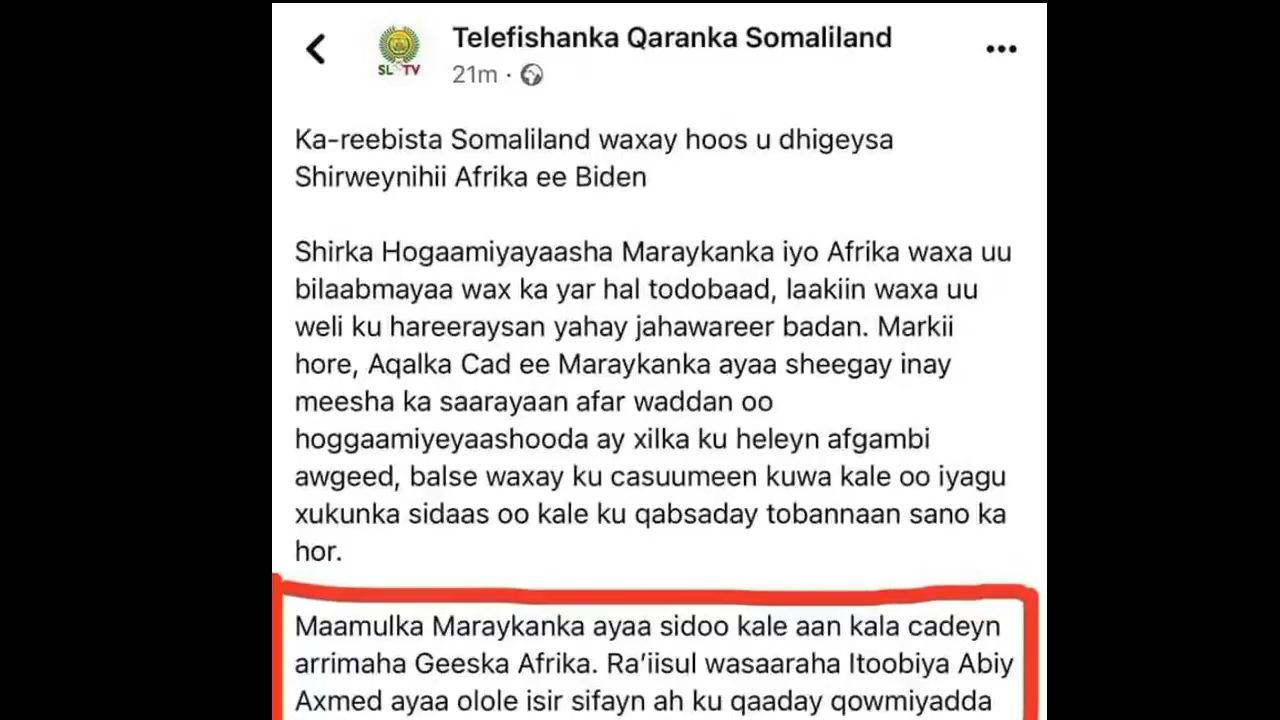 Telefishanka Qaranka Somaliland
SL TV
21m ·
Ka-reebista Somaliland waxay hoos u dhigeysa
Shirweynihii Afrika ee Biden
Shirka Hogaamiyayaasha Maraykanka iyo Afrika waxa uu
bilaabmayaa wax ka yar hal todobaad, laakiin waxa uu
weli ku hareeraysan yahay jahawareer badan. Markii
hore, Aqalka Cad ee Maraykanka ayaa sheegay inay
meesha ka saarayaan afar waddan oo
hoggaamiyeyaashooda ay xilka ku heleyn afgambi
awgeed, balse waxay ku casuumeen kuwa kale oo iyagu
xukunka sidaas oo kale ku qabsaday tobannaan sano ka
hor.
Maamulka Maraykanka ayaa sidoo kale aan kala cadeyn
arrimaha Geeska Afrika. Ra’iisul wasaaraha Itoobiya Abiy
Axmed ayaa olole isir sifayn ah ku qaaday qowmiyadda